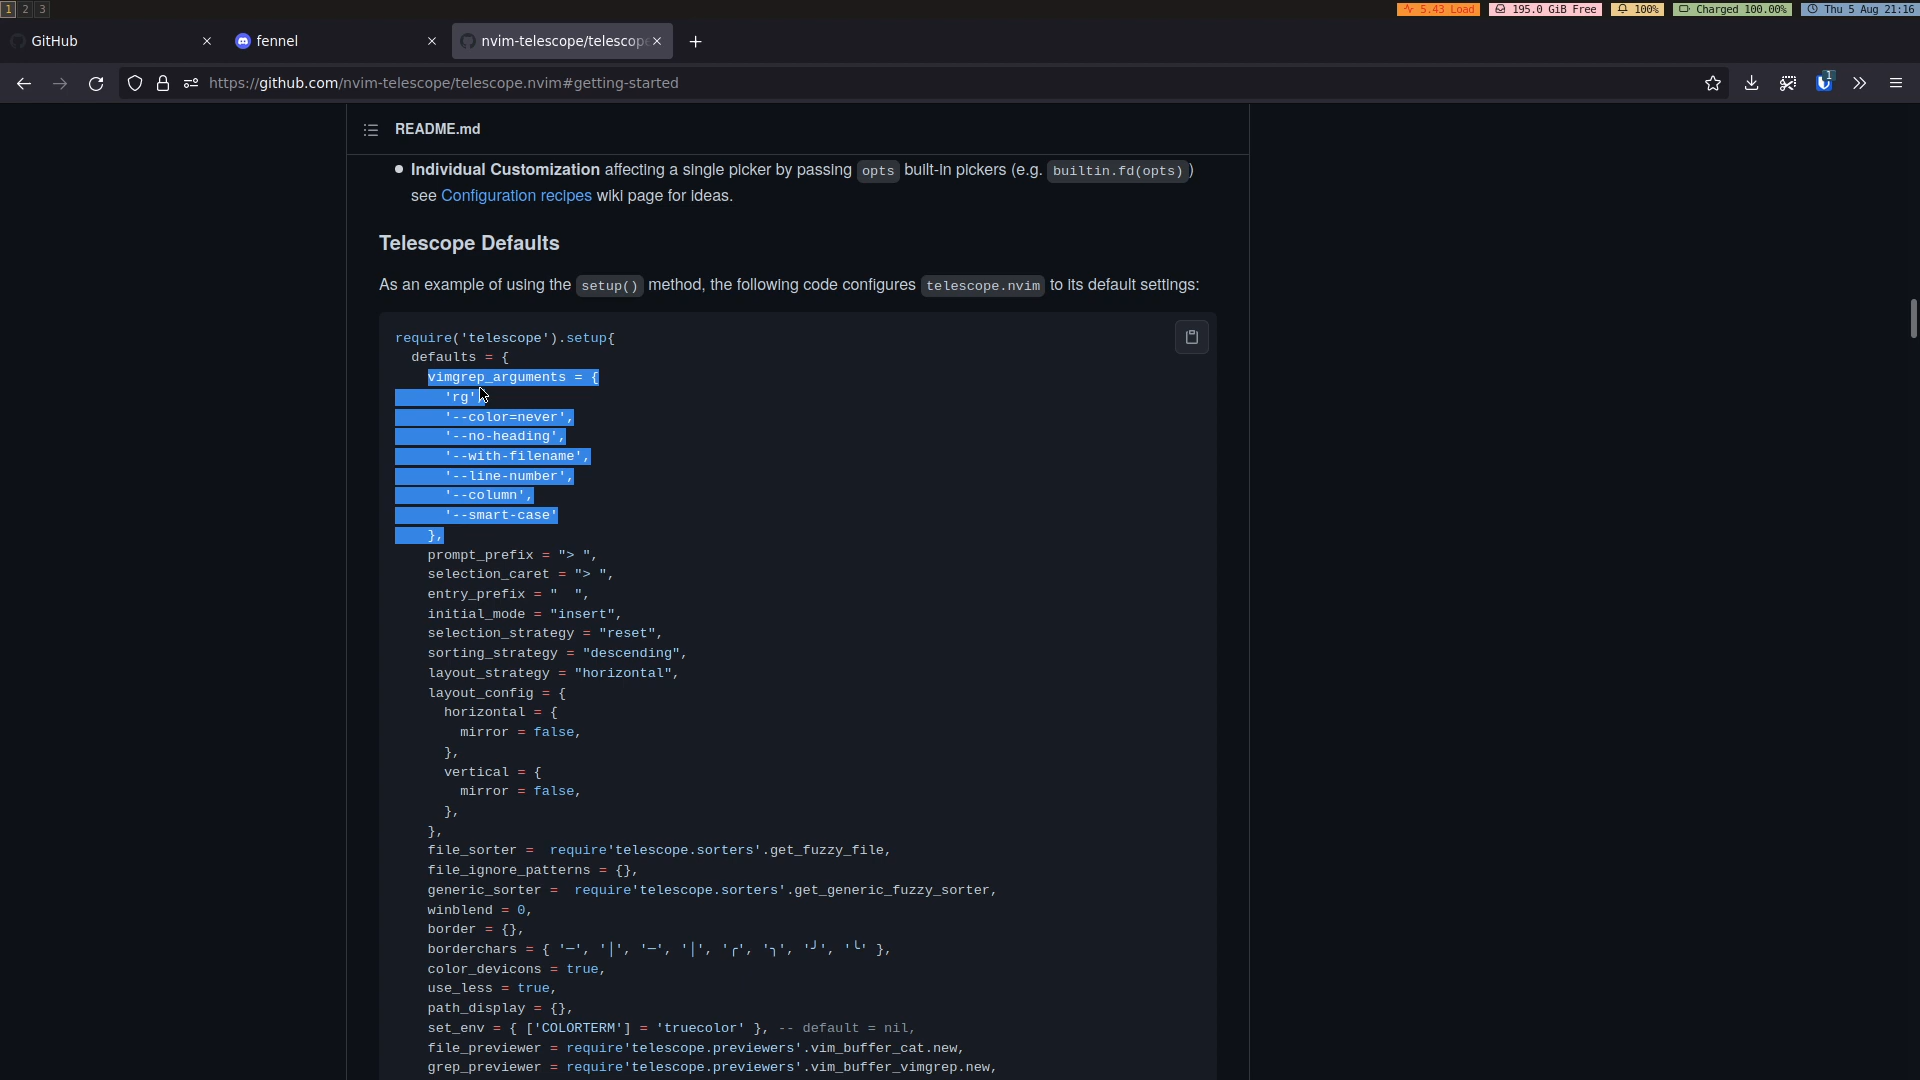 1 2 3
5.43 Load 195.0 GiB Free 100% Charged 100.00% Thu 5 Aug 21:16
GitHub fennel nvim-telescope/telescop
https://github.com/nvim-telescope/telescope.nvim#getting-started 1
README.md
Individual Customization affecting a single picker by passing opts built-in pickers (e.g. builtin.fd(opts))
see Configuration recipes wiki page for ideas.
Telescope Defaults
As an example of using the setup() method, the following code configures telescope.nvim to its default settings:
require('telescope').setup{
  defaults = {
    vimgrep_arguments = {
      'rg',
      '--color=never',
      '--no-heading',
      '--with-filename',
      '--line-number',
      '--column',
      '--smart-case'
    },
    prompt_prefix = "> ",
    selection_caret = "> ",
    entry_prefix = "  ",
    initial_mode = "insert",
    selection_strategy = "reset",
    sorting_strategy = "descending",
    layout_strategy = "horizontal",
    layout_config = {
      horizontal = {
        mirror = false,
      },
      vertical = {
        mirror = false,
      },
    },
    file_sorter =  require'telescope.sorters'.get_fuzzy_file,
    file_ignore_patterns = {},
    generic_sorter =  require'telescope.sorters'.get_generic_fuzzy_sorter,
    winblend = 0,
    border = {},
    borderchars = { '─', '│', '─', '│', '╭', '╮', '╯', '╰' },
    color_devicons = true,
    use_less = true,
    path_display = {},
    set_env = { ['COLORTERM'] = 'truecolor' }, -- default = nil,
    file_previewer = require'telescope.previewers'.vim_buffer_cat.new,
    grep_previewer = require'telescope.previewers'.vim_buffer_vimgrep.new,